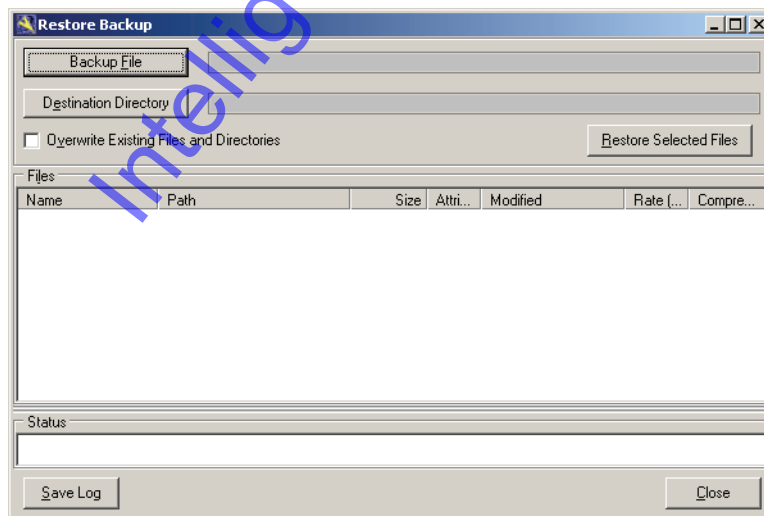 Restore Backup
Backup File
Destination Directory
Overwrite Existing Files and Directories
Restore Selected Files
Files
Name Path Size Attri... Modified Rate (... Compre...
Status
Save Log
Close
Intellig